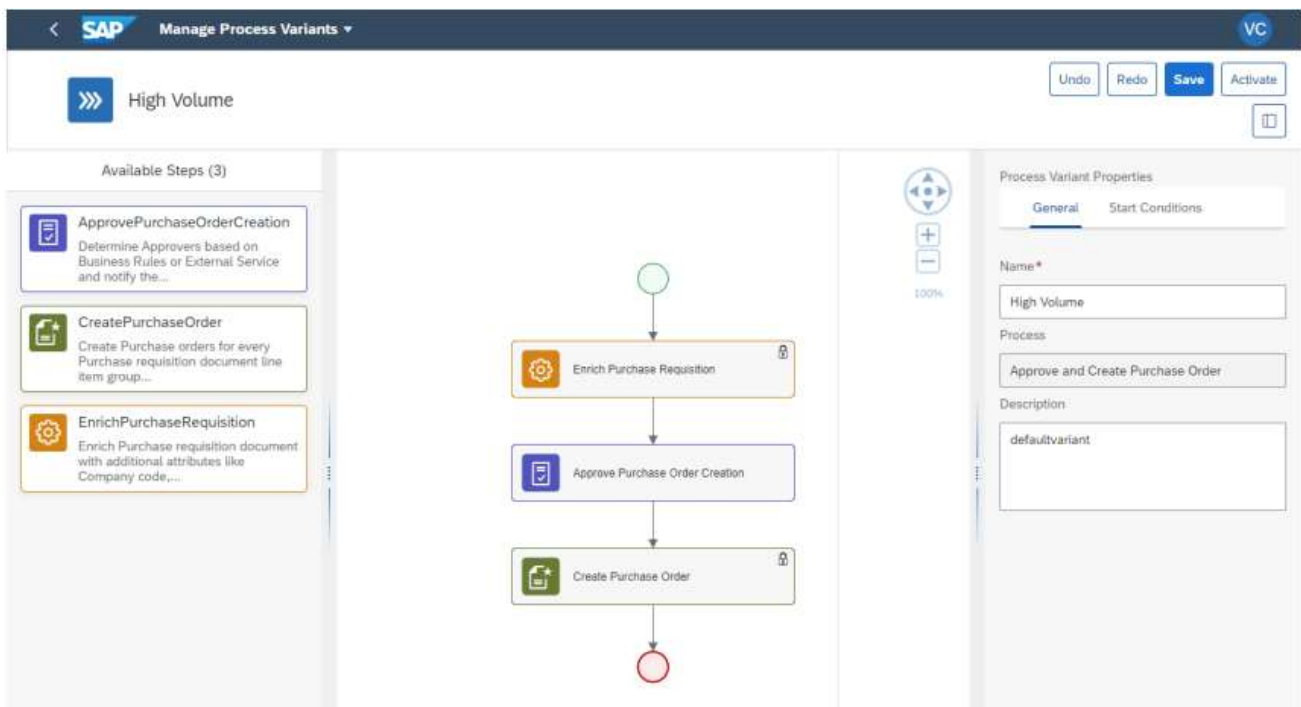 SAP Manage Process Variants
VC
High Volume
Undo Redo Save Activate
Available Steps (3)
ApprovePurchaseOrderCreation
Determine Approvers based on
Business Rules or External Service
and notify the...
CreatePurchaseOrder
Create Purchase orders for every
Purchase requisition document line
item group...
EnrichPurchaseRequisition
Enrich Purchase requisition document
with additional attributes like
Company code,...
Enrich Purchase Requisition
Approve Purchase Order Creation
Create Purchase Order
100%
Process Variant Properties
General Start Conditions
Name*
High Volume
Process
Approve and Create Purchase Order
Description
defaultvariant